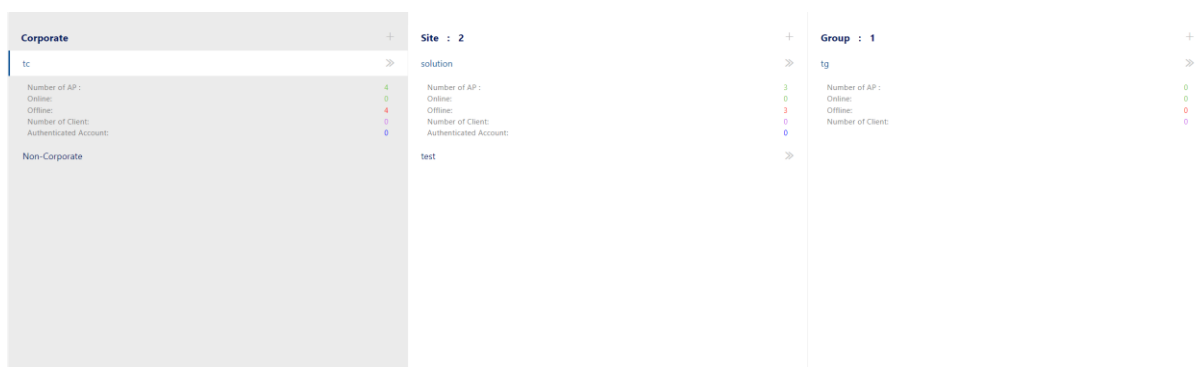 Corporate +
tc
Number of AP : 4
Online: 0
Offline: 4
Number of Client: 0
Authenticated Account: 0
Non-Corporate
Site : 2 +
solution
Number of AP : 3
Online: 0
Offline: 3
Number of Client: 0
Authenticated Account: 0
test
Group : 1 +
tg
Number of AP : 0
Online: 0
Offline: 0
Number of Client: 0